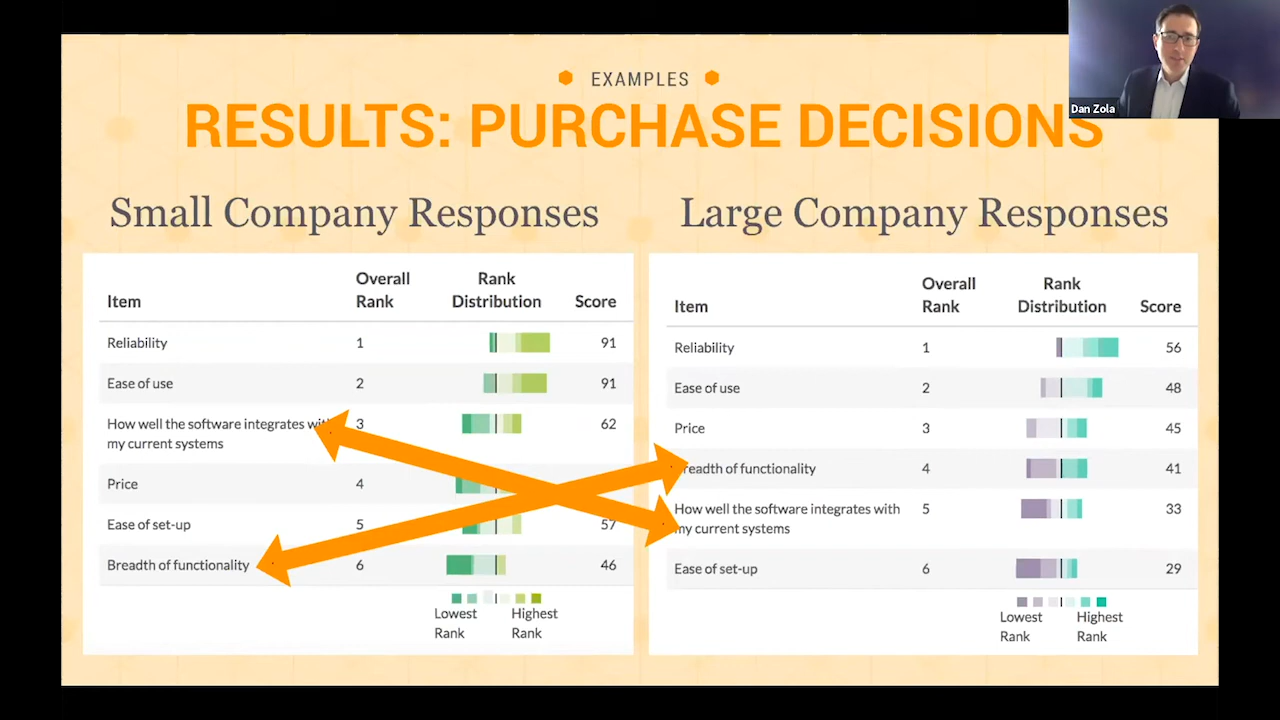 Dan Zola
EXAMPLES
RESULTS: PURCHASE DECISIONS
Small Company Responses
Item
Overall
Rank
Rank
Distribution
Score
Reliability 1 91
Ease of use 2 91
How well the software integrates with 3 62
my current systems
Price 4
Ease of set-up 5 57
Breadth of functionality 6 46
Lowest
Rank
Highest
Rank
Large Company Responses
Item
Overall
Rank
Rank
Distribution
Score
Reliability 1 56
Ease of use 2 48
Price 3 45
Breadth of functionality 4 41
How well the software integrates with 5 33
my current systems
Ease of set-up 6 29
Lowest
Rank
Highest
Rank